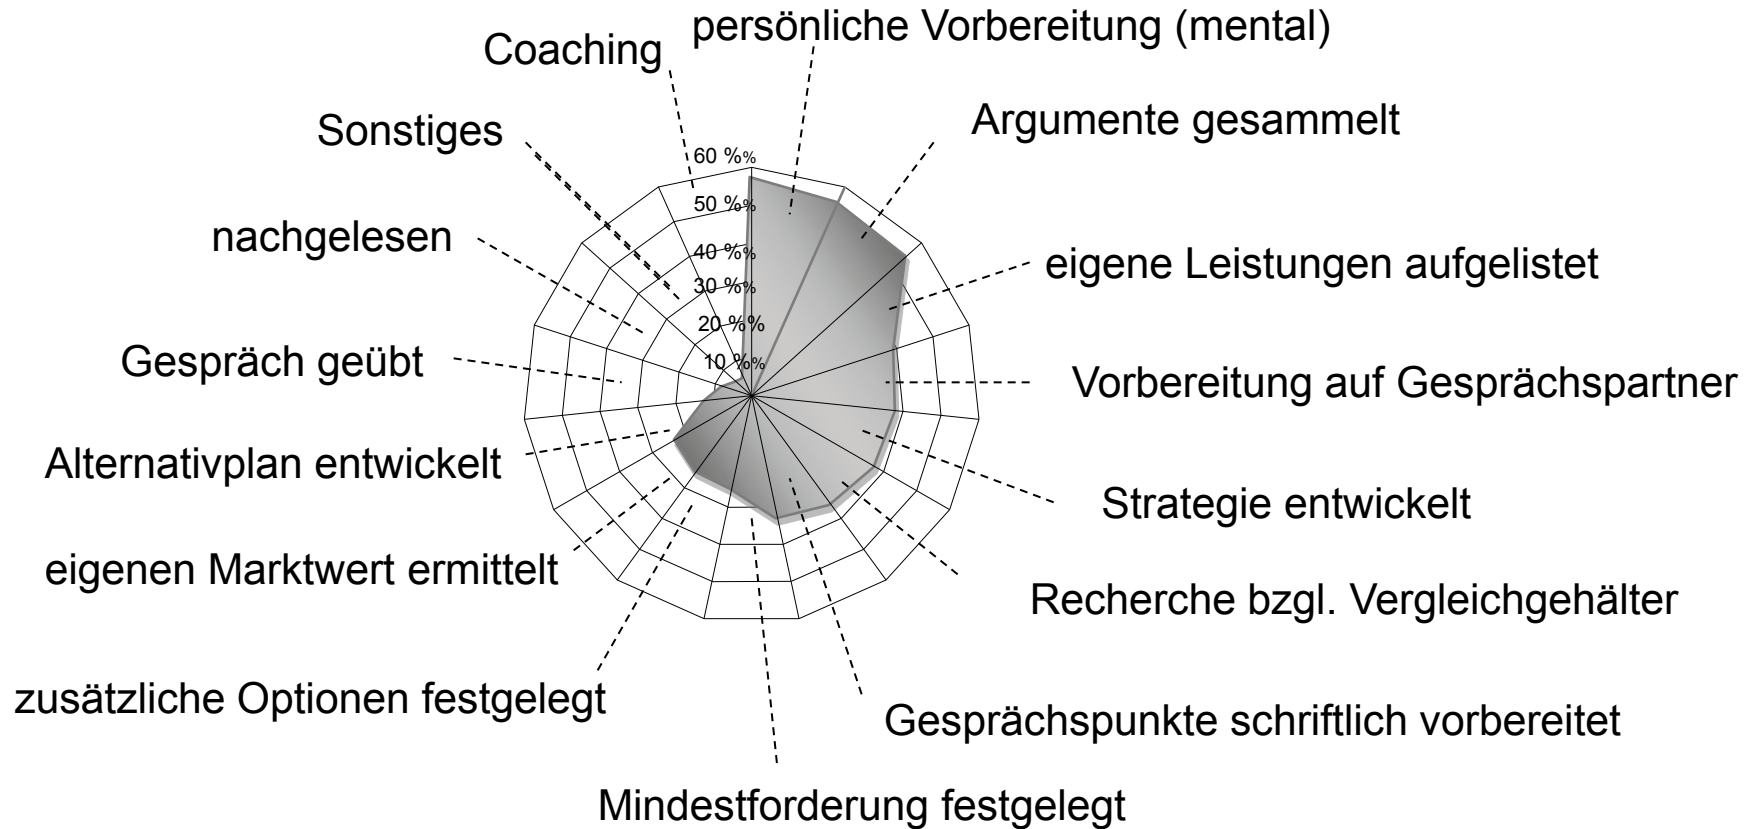 persönliche Vorbereitung (mental)
Coaching
Argumente gesammelt
Sonstiges
60 %%
50 %%
nachgelesen
40 %%
eigene Leistungen aufgelistet
30 %%
20 %%
Gespräch geübt
10 %%
Vorbereitung auf Gesprächspartner
Alternativplan entwickelt
Strategie entwickelt
eigenen Marktwert ermittelt
Recherche bzgl. Vergleichgehälter
zusätzliche Optionen festgelegt
Gesprächspunkte schriftlich vorbereitet
Mindestforderung festgelegt